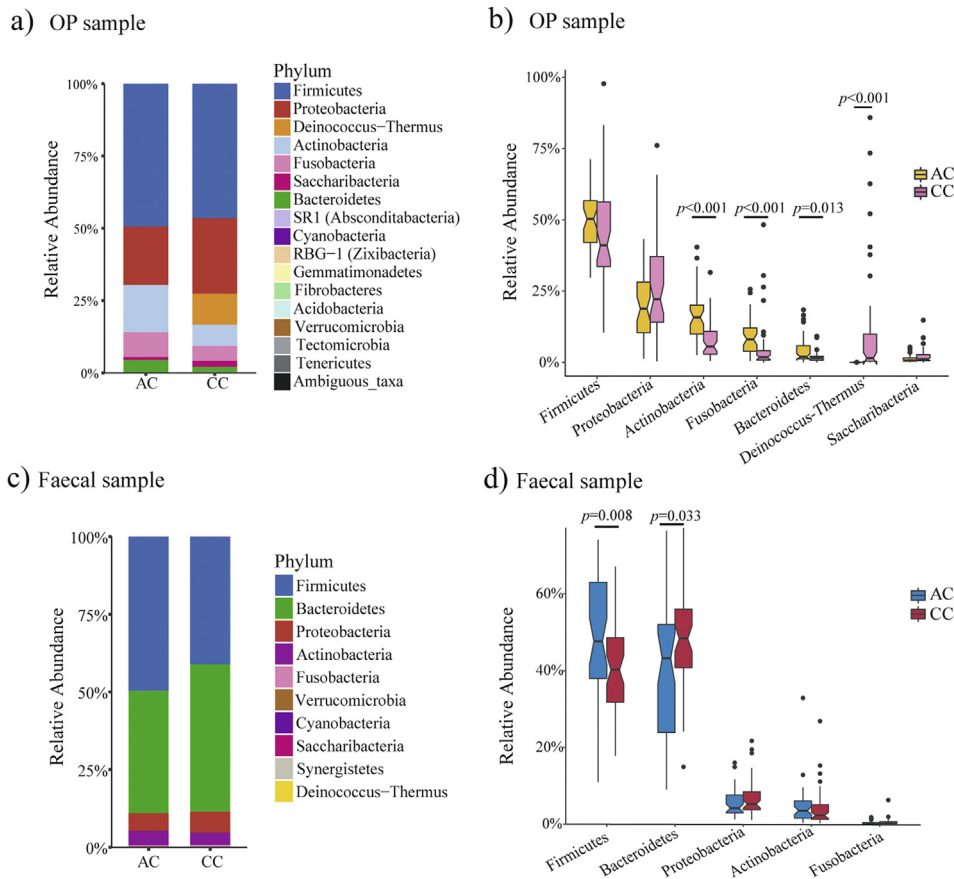 a) OP sample
Relative Abundance
100%
75%
50%
25%
0%
AC CC
Phylum
Firmicutes
Proteobacteria
Deinococcus−Thermus
Actinobacteria
Fusobacteria
Saccharibacteria
Bacteroidetes
SR1 (Absconditabacteria)
Cyanobacteria
RBG−1 (Zixibacteria)
Gemmatimonadetes
Fibrobacteres
Acidobacteria
Verrucomicrobia
Tectomicrobia
Tenericutes
Ambiguous_taxa
b) OP sample
Relative Abundance
100%
75%
50%
25%
0%
p<0.001 p<0.001 p=0.013 p<0.001
AC
CC
Firmicutes
Proteobacteria
Actinobacteria
Fusobacteria
Bacteroidetes
Deinococcus-Thermus
Saccharibacteria
c) Faecal sample
Relative Abundance
100%
75%
50%
25%
0%
AC CC
Phylum
Firmicutes
Bacteroidetes
Proteobacteria
Actinobacteria
Fusobacteria
Verrucomicrobia
Cyanobacteria
Saccharibacteria
Synergistetes
Deinococcus−Thermus
d) Faecal sample
Relative Abundance
60%
40%
20%
0%
p=0.008 p=0.033
AC
CC
Firmicutes
Bacteroidetes
Proteobacteria
Actinobacteria
Fusobacteria